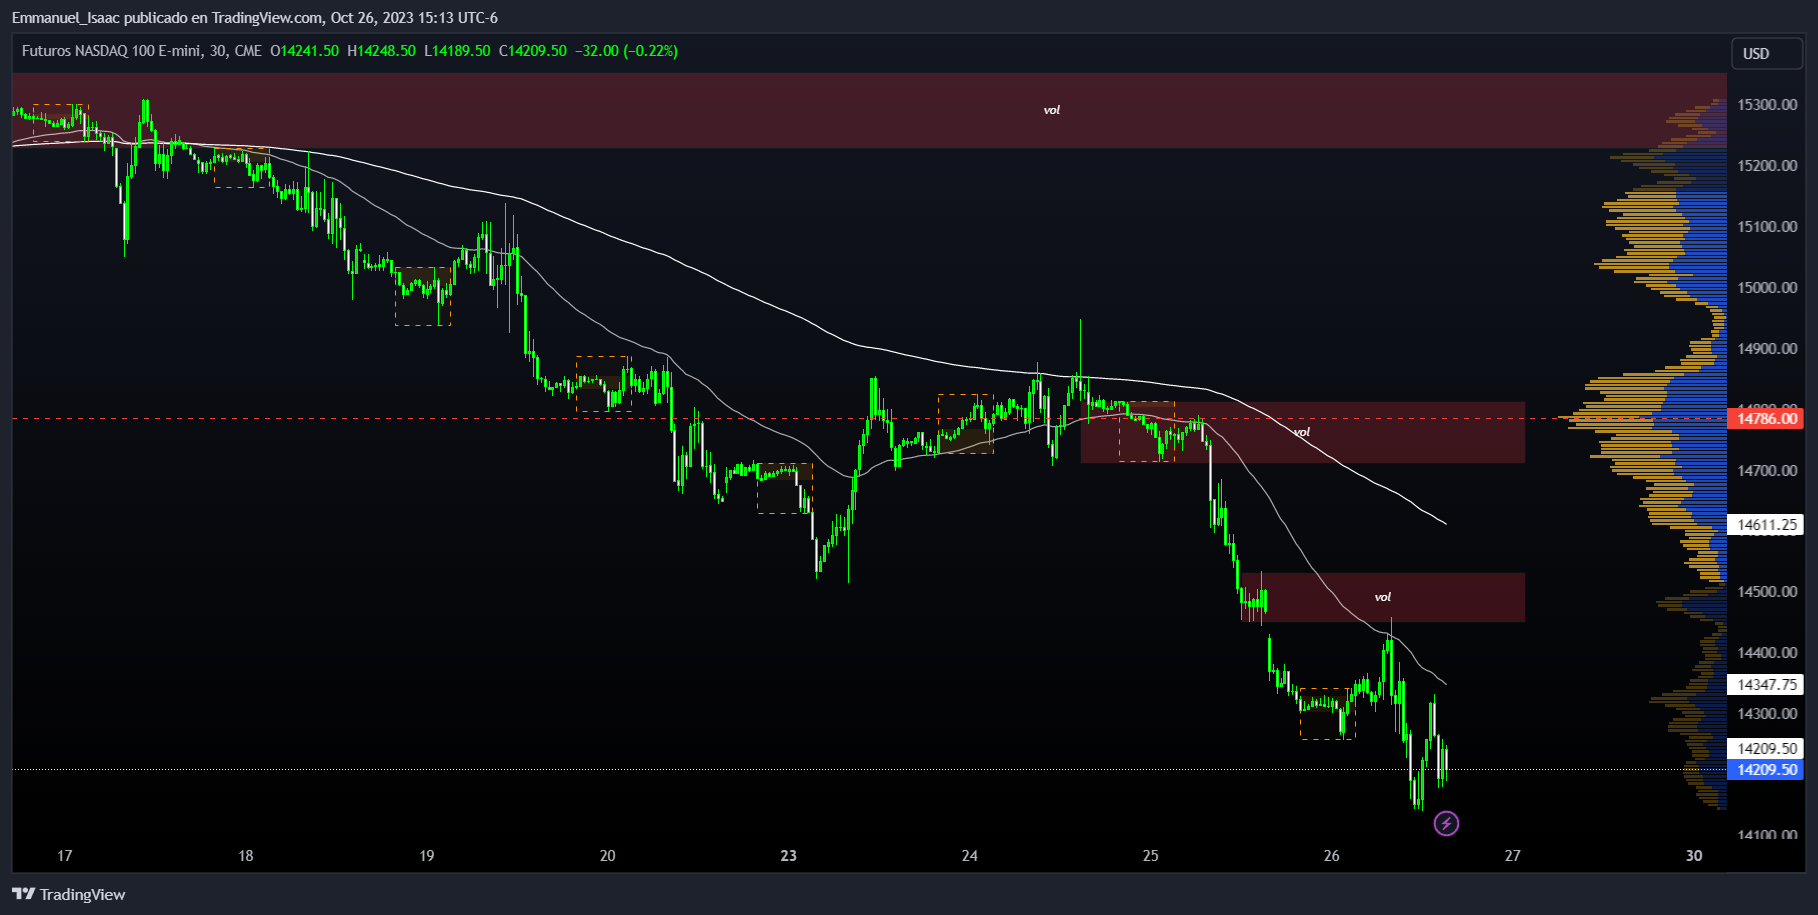 Emmanuel_Isaac publicado en TradingView.com, Oct 26, 2023 15:13 UTC-6
Futuros NASDAQ 100 E-mini, 30, CME O14241.50 H14248.50 L14189.50 C14209.50 −32.00 (−0.22%)
USD
vol
15300.00
15200.00
15100.00
15000.00
14900.00
14786.00
vol
14700.00
14611.25
14500.00
vol
14400.00
14347.75
14300.00
14209.50
14209.50
14100.00
17 18 19 20 23 24 25 26 27 30
TradingView